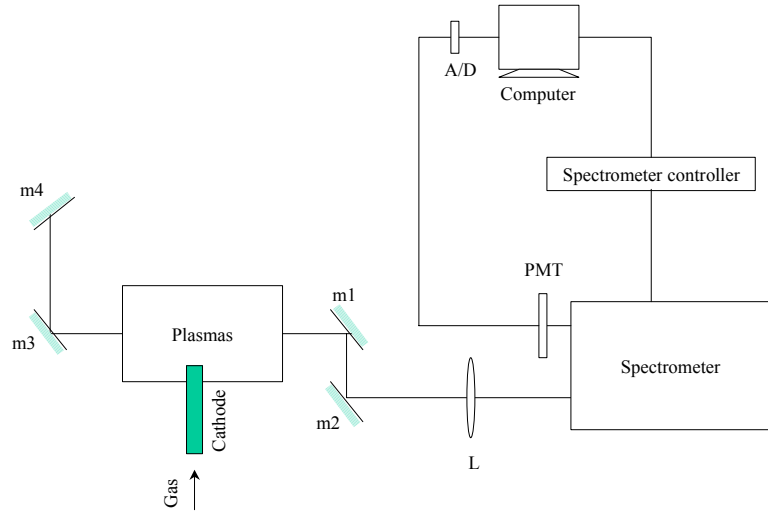 A/D
Computer
Spectrometer controller
m4
PMT
m1
m3
Plasmas
Spectrometer
Cathode
m2
L
Gas